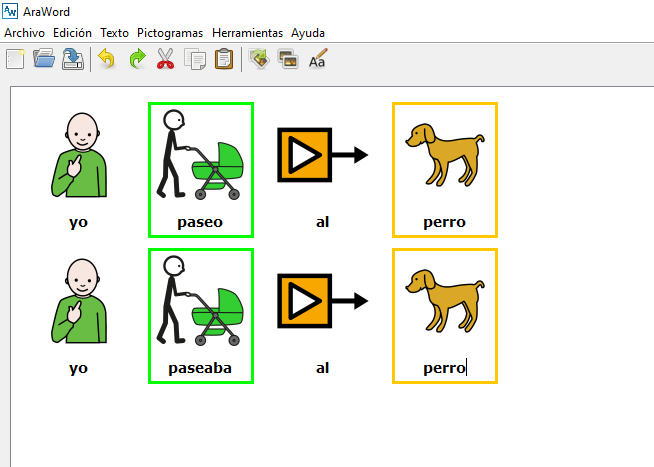 AraWord
Archivo Edición Texto Pictogramas Herramientas Ayuda
yo paseo al perro
yo paseaba al perro